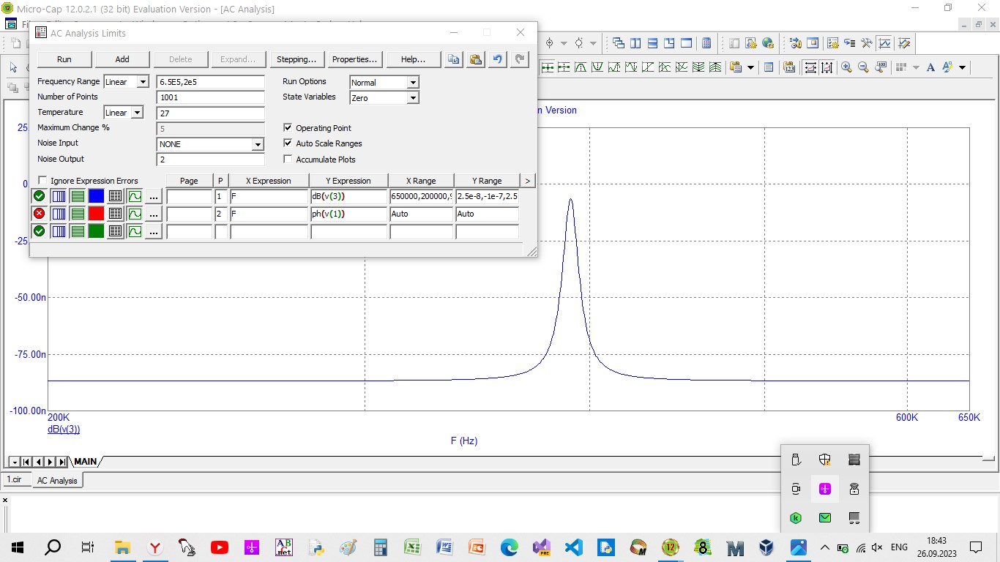 Micro-Cap 12.0.2.1 (32 bit) Evaluation Version - [AC Analysis]
AC Analysis Limits
Run Add Delete Expand... Stepping... Properties... Help...
Frequency Range Linear 6.5E5,2e5 Run Options Normal
Number of Points 1001 State Variables Zero
Temperature Linear 27
Maximum Change % 5 Operating Point
Noise Input NONE Auto Scale Ranges
Noise Output 2 Accumulate Plots
Ignore Expression Errors Page P X Expression Y Expression X Range Y Range >
1 F dB(v(3)) 650000,200000,9 2.5e-8,-1e-7,2.5
2 F ph(v(1)) Auto Auto
n Version
25
0
-25
-50.00n
-75.00n
-100.00n
200K 600K 650K
dB(v(3))
F (Hz)
MAIN
1.cir AC Analysis
ENG 18:43
26.09.2023